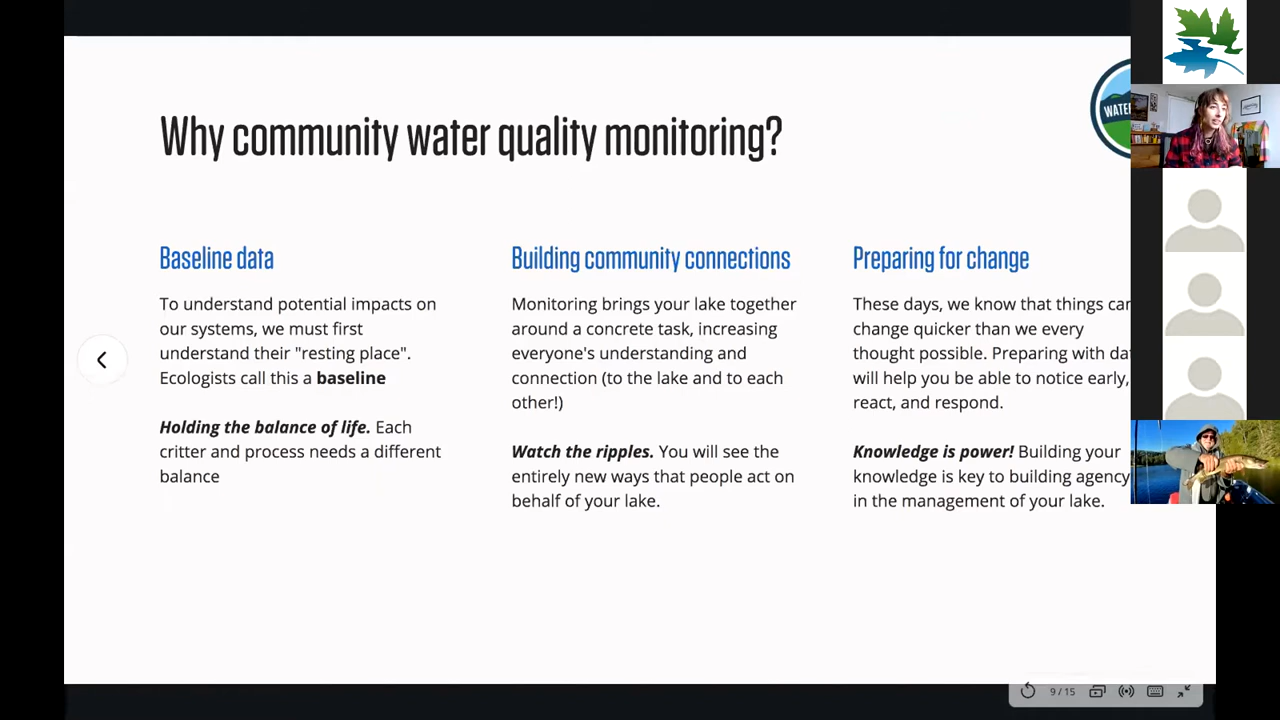 Why community water quality monitoring?
WATER
Baseline data
To understand potential impacts on
our systems, we must first
understand their "resting place".
Ecologists call this a baseline
Holding the balance of life. Each
critter and process needs a different
balance
Building community connections
Monitoring brings your lake together
around a concrete task, increasing
everyone's understanding and
connection (to the lake and to each
other!)
Watch the ripples. You will see the
entirely new ways that people act on
behalf of your lake.
Preparing for change
These days, we know that things can
change quicker than we every
thought possible. Preparing with dat
will help you be able to notice early,
react, and respond.
Knowledge is power! Building your
knowledge is key to building agency
in the management of your lake.
9/15